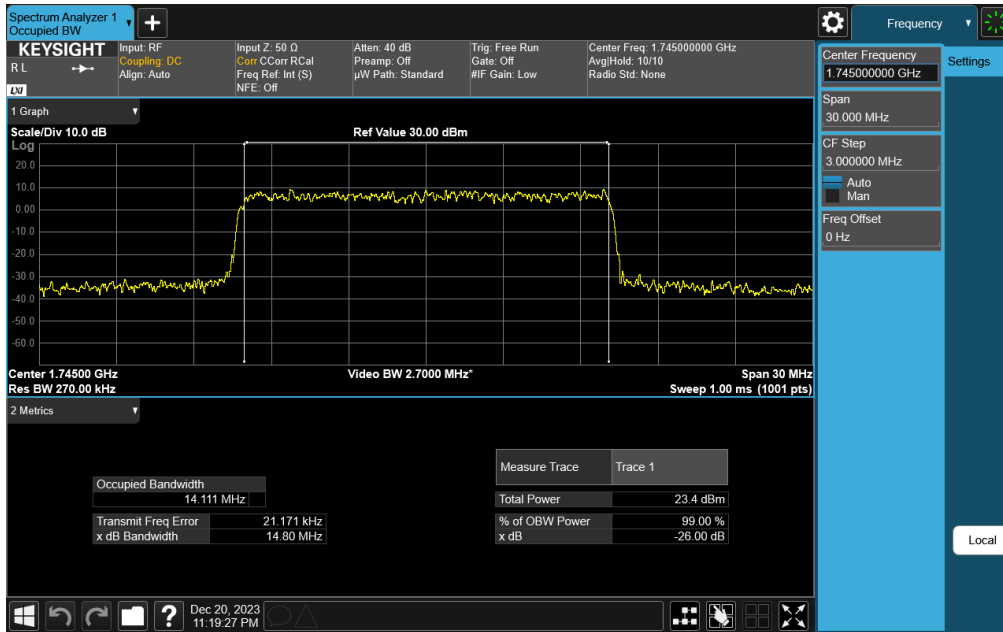 Spectrum Analyzer 1
Occupied BW
Frequency
KEYSIGHT
R L
LXI
Input: RF
Coupling: DC
Align: Auto
Input Z: 50 Ω
Corr CCorr RCal
Freq Ref: Int (S)
NFE: Off
Atten: 40 dB
Preamp: Off
µW Path: Standard
Trig: Free Run
Gate: Off
#IF Gain: Low
Center Freq: 1.745000000 GHz
Avg|Hold: 10/10
Radio Std: None
Center Frequency
1.745000000 GHz
Settings
Span
30.000 MHz
CF Step
3.000000 MHz
Auto
Man
Freq Offset
0 Hz
Local
1 Graph
Scale/Div 10.0 dB
Ref Value 30.00 dBm
Log
20.0
10.0
0.00
-10.0
-20.0
-30.0
-40.0
-50.0
-60.0
Center 1.74500 GHz
Video BW 2.7000 MHz*
Span 30 MHz
Res BW 270.00 kHz
Sweep 1.00 ms (1001 pts)
2 Metrics
Occupied Bandwidth
14.111 MHz
Transmit Freq Error 21.171 kHz
x dB Bandwidth 14.80 MHz
Measure Trace Trace 1
Total Power 23.4 dBm
% of OBW Power 99.00 %
x dB -26.00 dB
Dec 20, 2023
11:19:27 PM